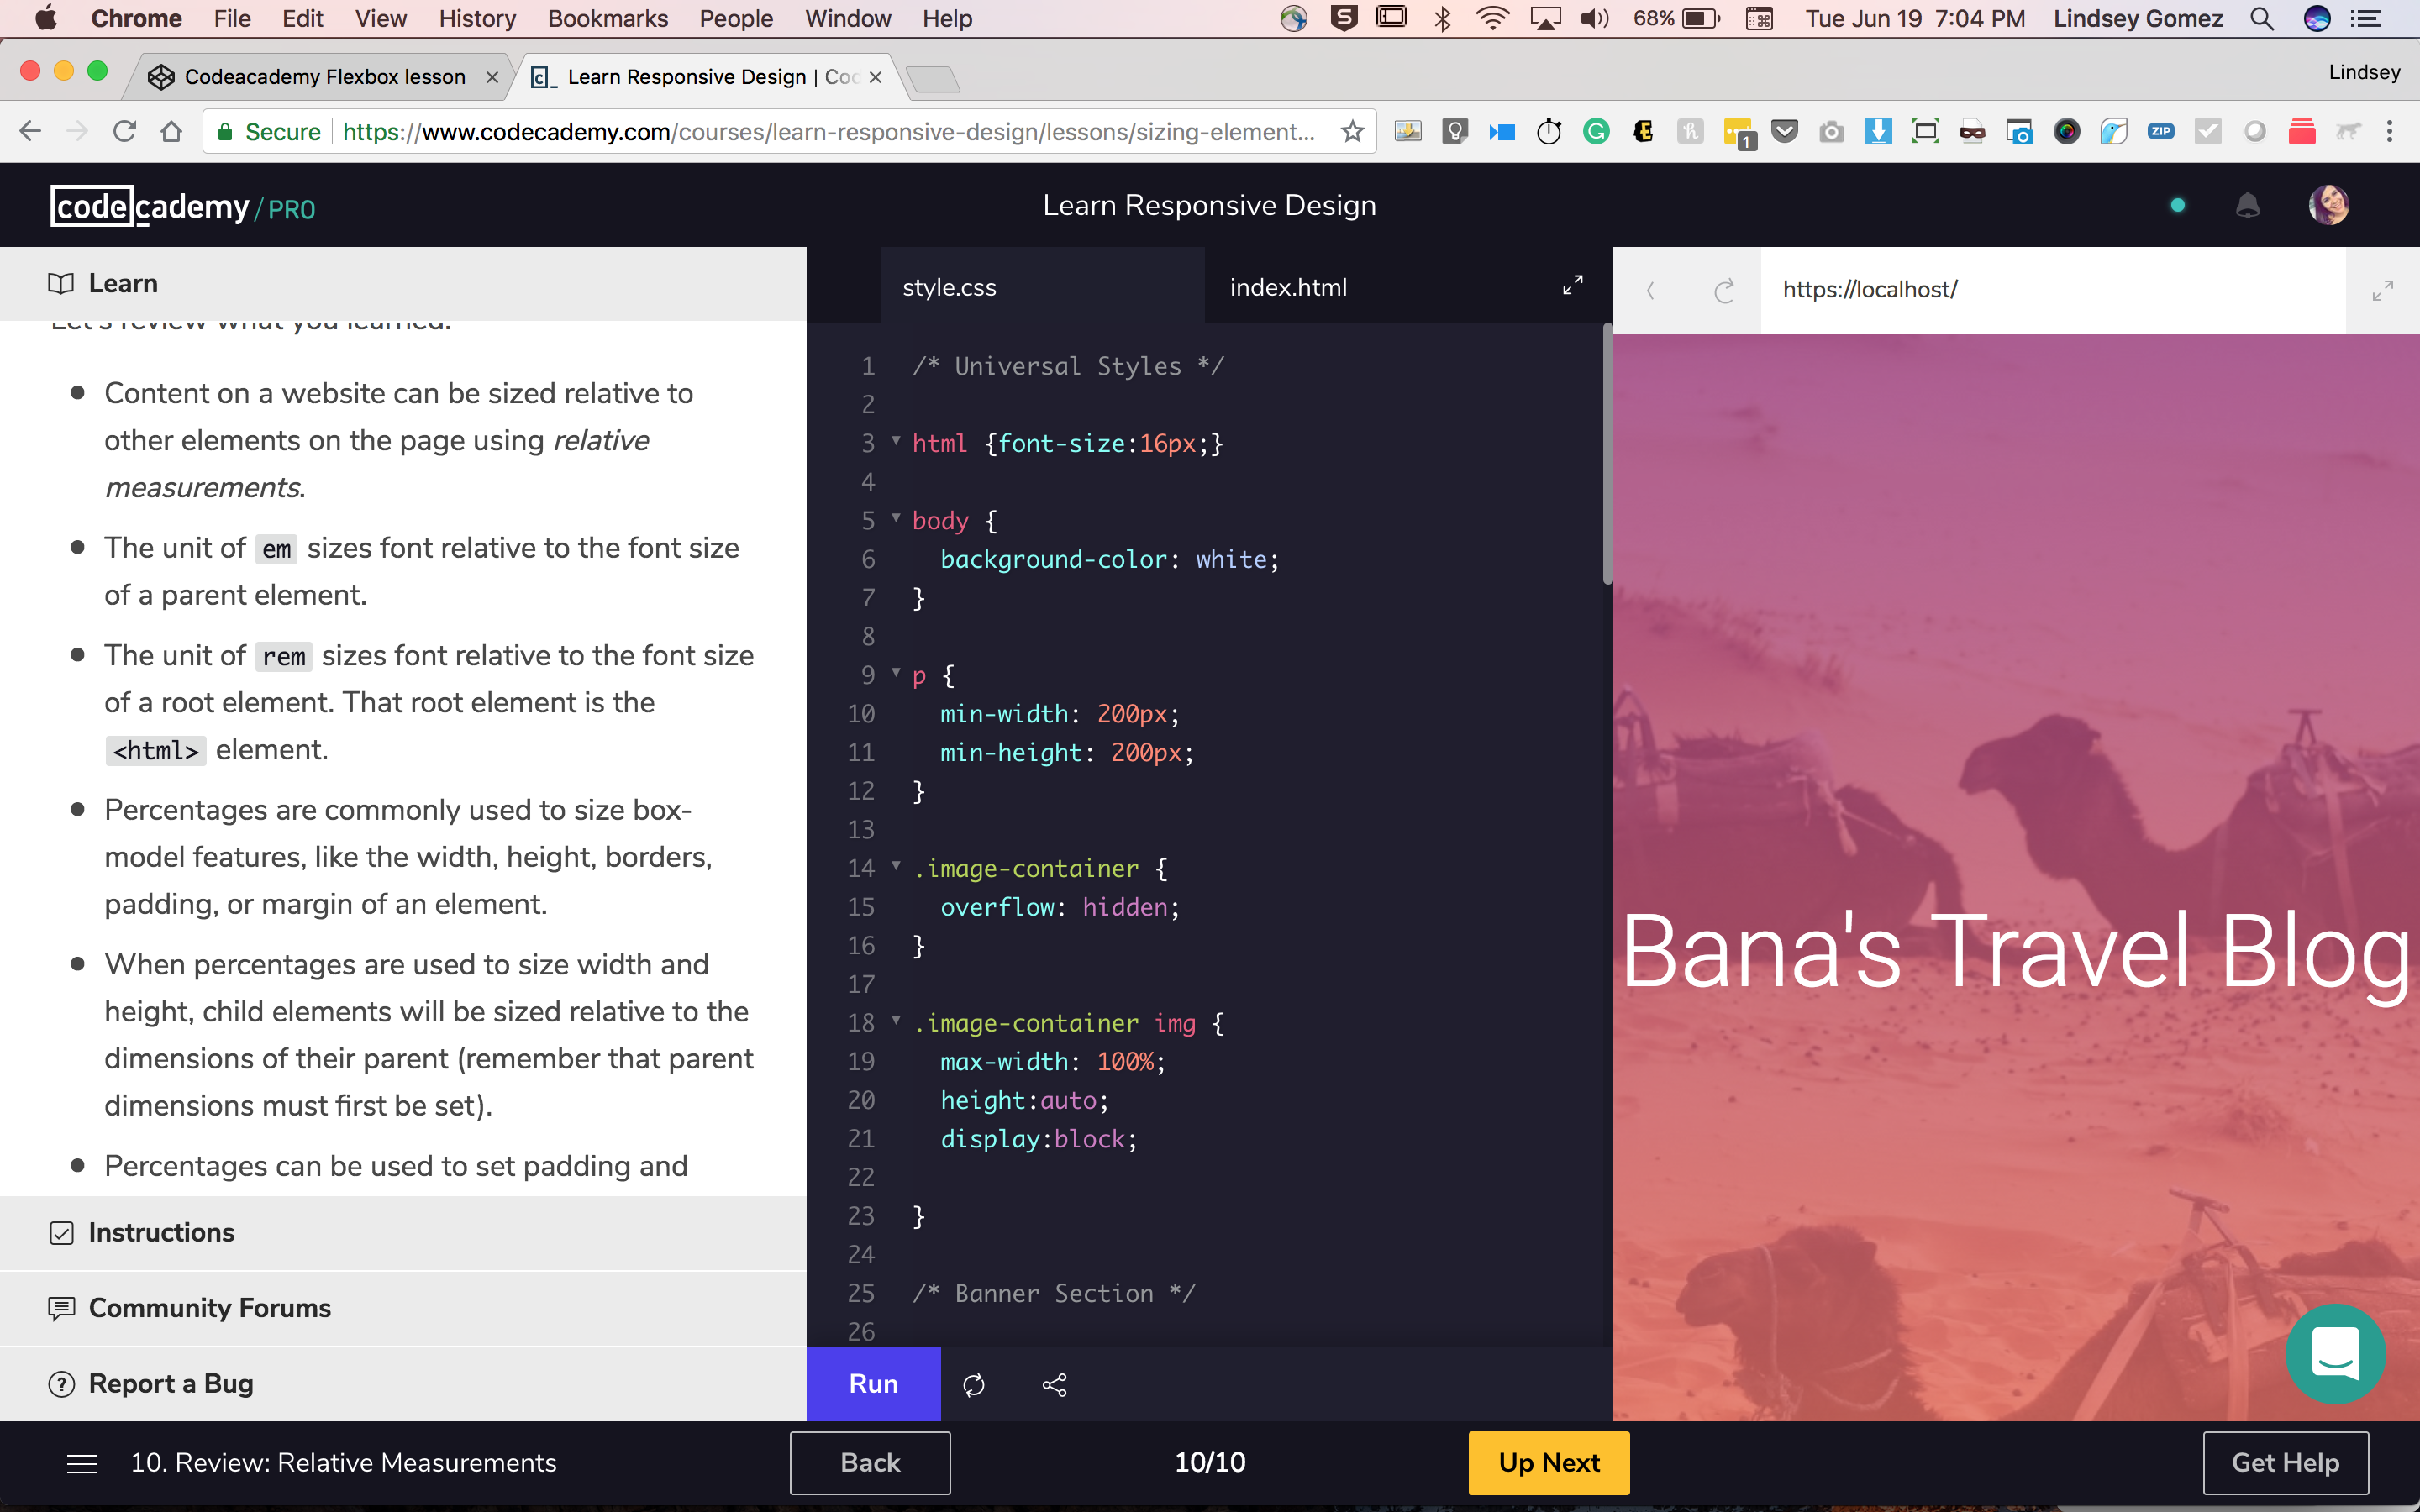 Chrome File Edit View History Bookmarks People Window Help 68% Tue Jun 19 7:04 PM Lindsey Gomez
Codeacademy Flexbox lesson Learn Responsive Design | Coc Lindsey
Secure https://www.codecademy.com/courses/learn-responsive-design/lessons/sizing-element... 1 ZIP
codecademy / PRO Learn Responsive Design
Learn
Let's review what you learned:
Content on a website can be sized relative to
other elements on the page using relative
measurements.
The unit of em sizes font relative to the font size
of a parent element.
The unit of rem sizes font relative to the font size
of a root element. That root element is the
<html> element.
Percentages are commonly used to size box-
model features, like the width, height, borders,
padding, or margin of an element.
When percentages are used to size width and
height, child elements will be sized relative to the
dimensions of their parent (remember that parent
dimensions must first be set).
Percentages can be used to set padding and
Instructions
Community Forums
Report a Bug
style.css index.html
1 /* Universal Styles */
2
3 html {font-size:16px;}
4
5 body {
6 background-color: white;
7 }
8
9 p {
10 min-width: 200px;
11 min-height: 200px;
12 }
13
14 .image-container {
15 overflow: hidden;
16 }
17
18 .image-container img {
19 max-width: 100%;
20 height:auto;
21 display:block;
22
23 }
24
25 /* Banner Section */
26
Run
https://localhost/
Bana's Travel Blog
10. Review: Relative Measurements Back 10/10 Up Next Get Help